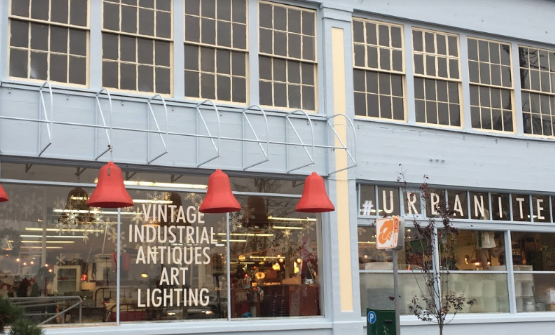 VINTAGE
INDUSTRIAL
ANTIQUES
ART
LIGHTING
#URBANITE
P